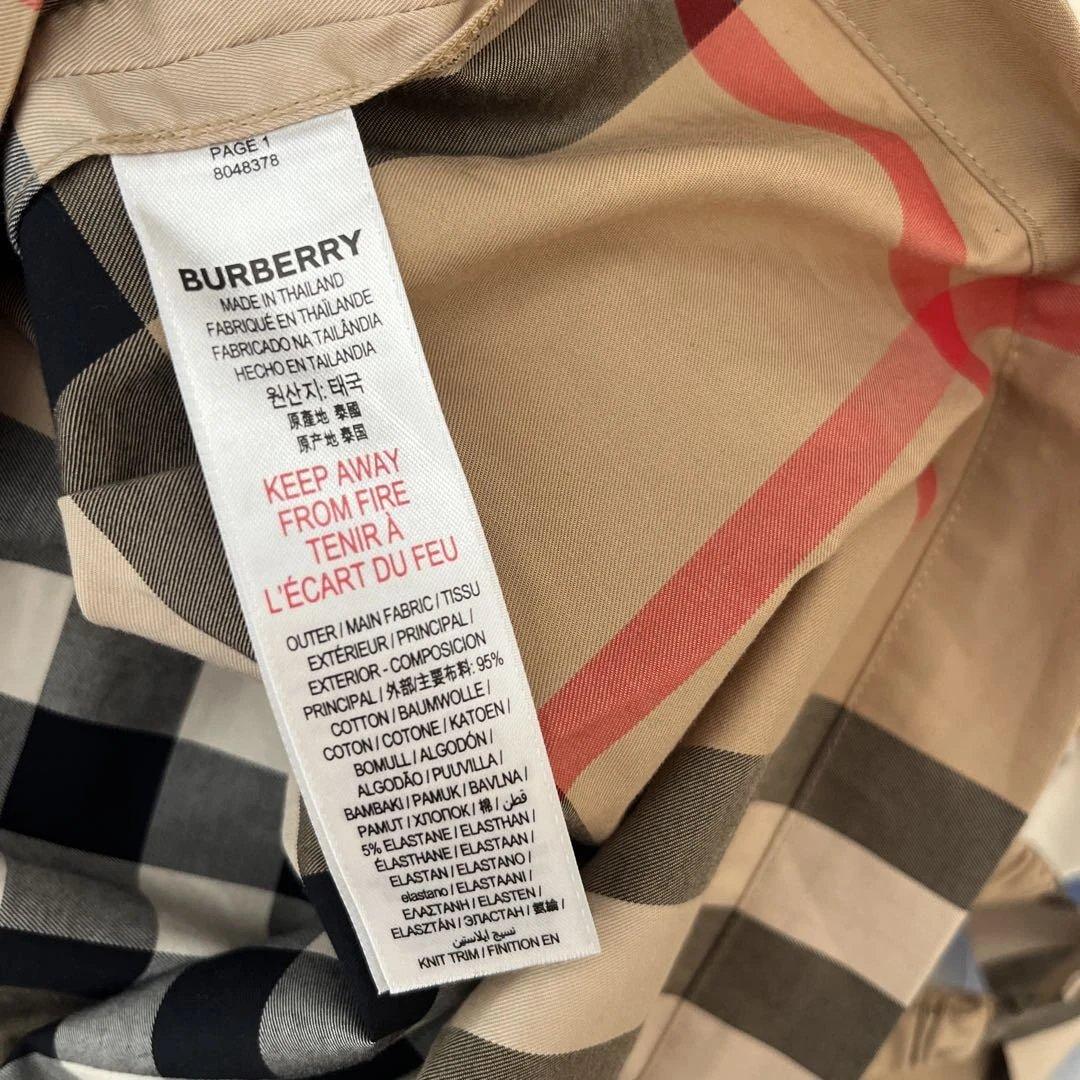 PAGE 1
8048378
BURBERRY
MADE IN THAILAND
FABRIQUÉ EN THAÏLANDE
FABRICADO NA TAILÂNDIA
HECHO EN TAILANDIA
원산지: 태국
原產地 泰國
原产地 泰国
KEEP AWAY
FROM FIRE
TENIR À
L'ÉCART DU FEU
OUTER / MAIN FABRIC / TISSU
EXTÉRIEUR / PRINCIPAL /
EXTERIOR - COMPOSICION
PRINCIPAL / 外部/主要布料: 95%
COTTON / BAUMWOLLE /
COTON / COTONE / KATOEN /
BOMULL / ALGODÓN /
ALGODÃO / PUUVILLA /
BAMBAKI / PAMUK / BAVLNA /
PAMUT / ХЛОПОК / 棉 / قطن /
5% ELASTANE / ELASTHAN /
ÉLASTHANE / ELASTAAN /
ELASTAN / ELASTANO /
elastano / ELASTAANI /
ΕΛΑΣΤΑΝΗ / ELASTEN /
ELASZTÁN / ЭЛАСТАН / 氨綸 /
نسيج ايلاستين
KNIT TRIM / FINITION EN